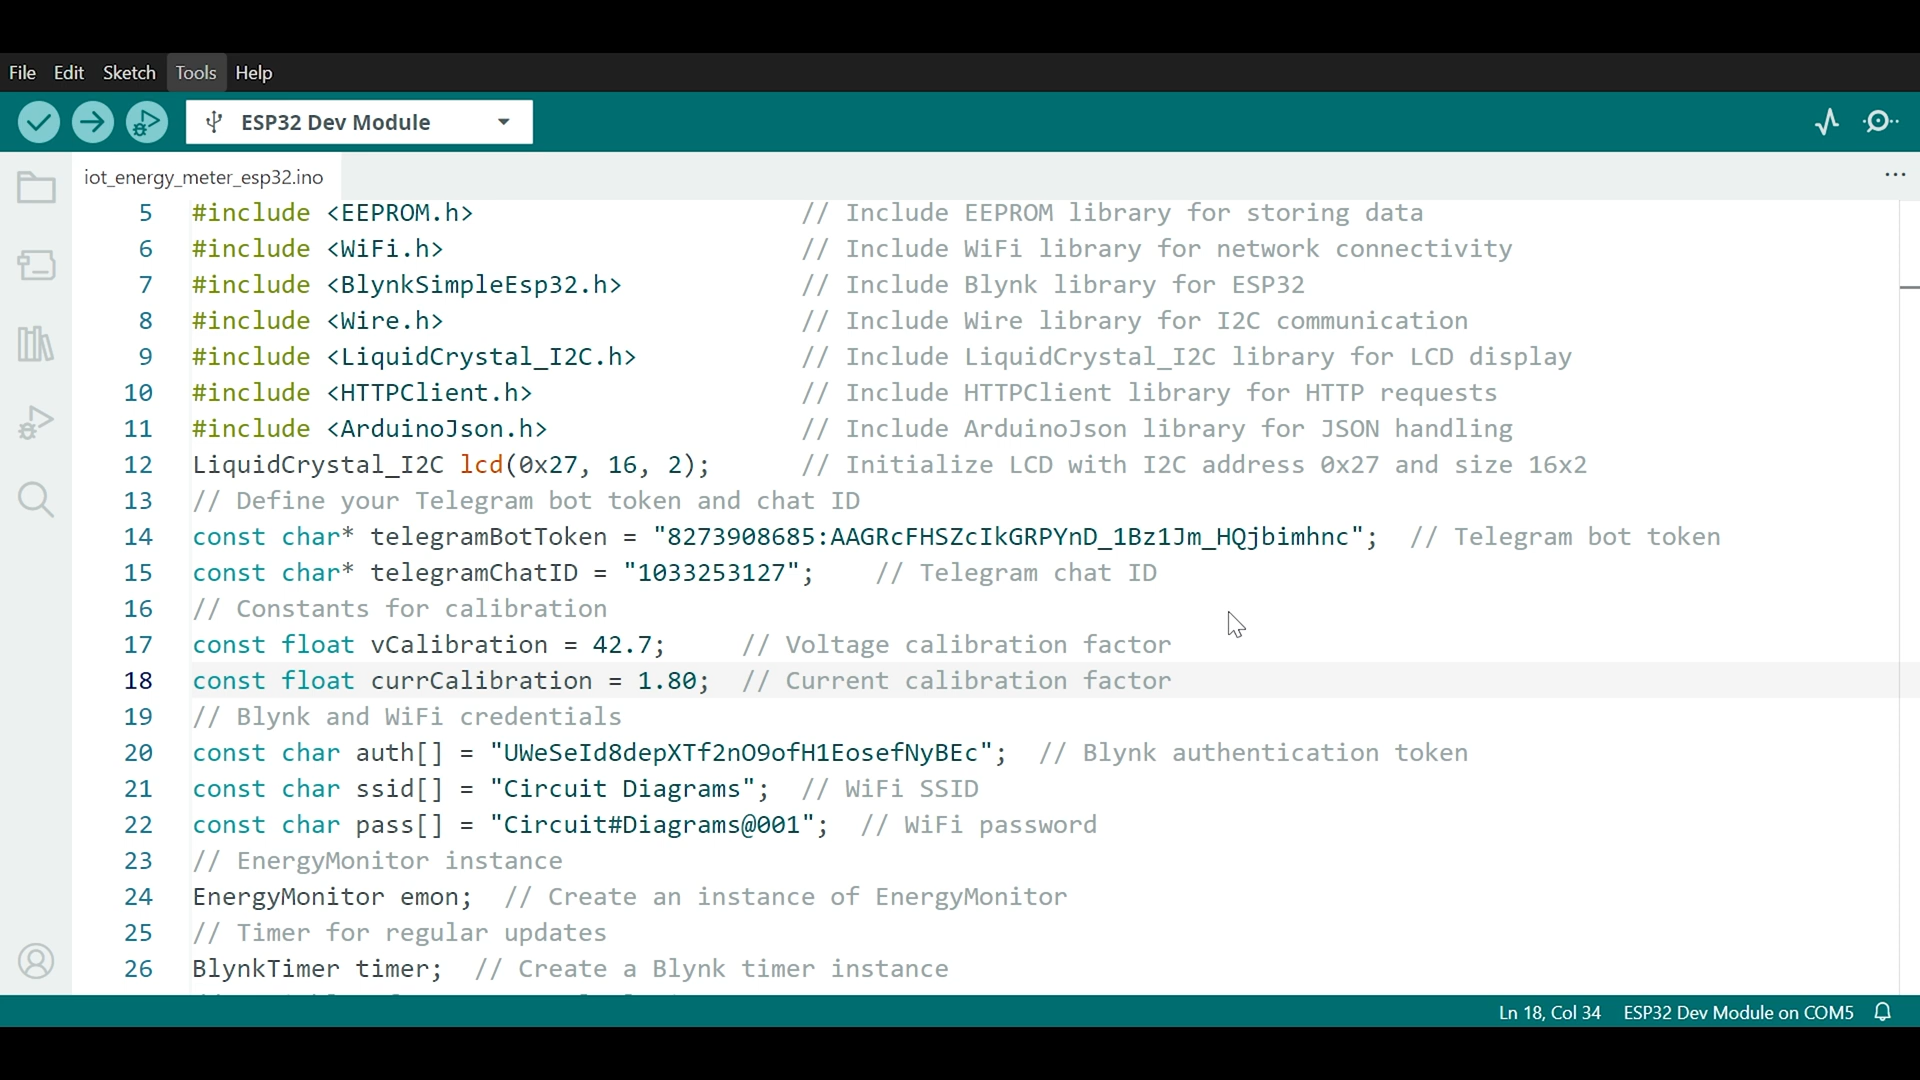 File Edit Sketch Tools Help
ESP32 Dev Module
iot_energy_meter_esp32.ino
5 #include <EEPROM.h> // Include EEPROM library for storing data
6 #include <WiFi.h> // Include WiFi library for network connectivity
7 #include <BlynkSimpleEsp32.h> // Include Blynk library for ESP32
8 #include <Wire.h> // Include Wire library for I2C communication
9 #include <LiquidCrystal_I2C.h> // Include LiquidCrystal_I2C library for LCD display
10 #include <HTTPClient.h> // Include HTTPClient library for HTTP requests
11 #include <ArduinoJson.h> // Include ArduinoJson library for JSON handling
12 LiquidCrystal_I2C lcd(0x27, 16, 2); // Initialize LCD with I2C address 0x27 and size 16x2
13 // Define your Telegram bot token and chat ID
14 const char* telegramBotToken = "8273908685:AAGRcFHSZcIkGRPYnD_1Bz1Jm_HQjbimhnc"; // Telegram bot token
15 const char* telegramChatID = "1033253127"; // Telegram chat ID
16 // Constants for calibration
17 const float vCalibration = 42.7; // Voltage calibration factor
18 const float currCalibration = 1.80; // Current calibration factor
19 // Blynk and WiFi credentials
20 const char auth[] = "UWeSeId8depXTf2nO9ofH1EosefNyBEc"; // Blynk authentication token
21 const char ssid[] = "Circuit Diagrams"; // WiFi SSID
22 const char pass[] = "Circuit#Diagrams@001"; // WiFi password
23 // EnergyMonitor instance
24 EnergyMonitor emon; // Create an instance of EnergyMonitor
25 // Timer for regular updates
26 BlynkTimer timer; // Create a Blynk timer instance
Ln 18, Col 34 ESP32 Dev Module on COM5